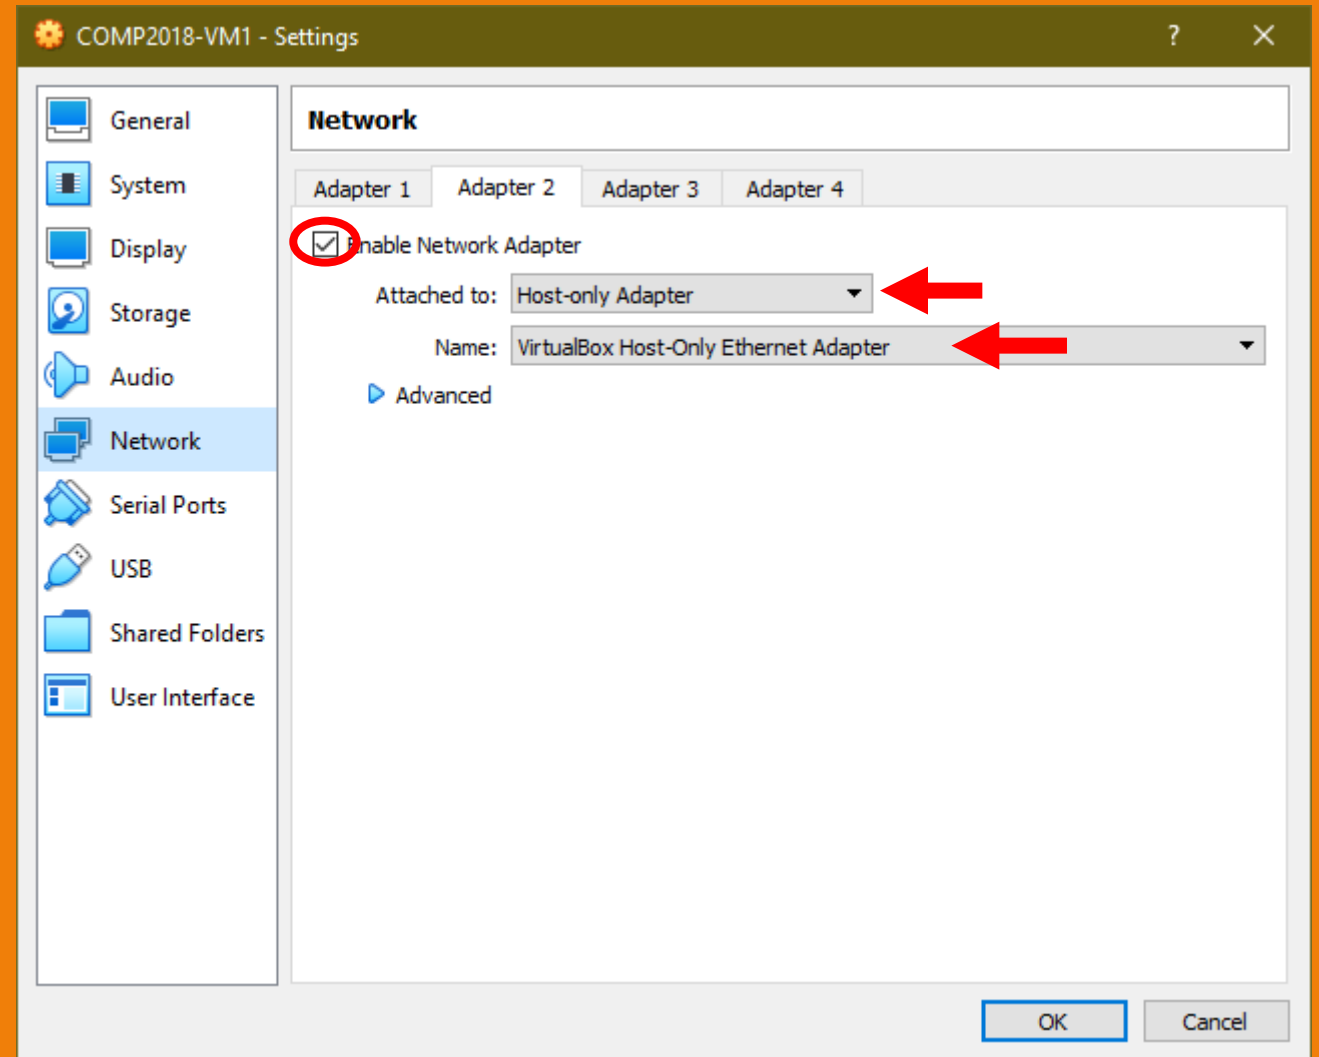 COMP2018-VM1 - Settings
?
General
System
Display
Storage
Audio
Network
Serial Ports
USB
Shared Folders
User Interface
Network
Adapter 1 Adapter 2 Adapter 3 Adapter 4
Enable Network Adapter
Attached to: Host-only Adapter
Name: VirtualBox Host-Only Ethernet Adapter
Advanced
OK Cancel